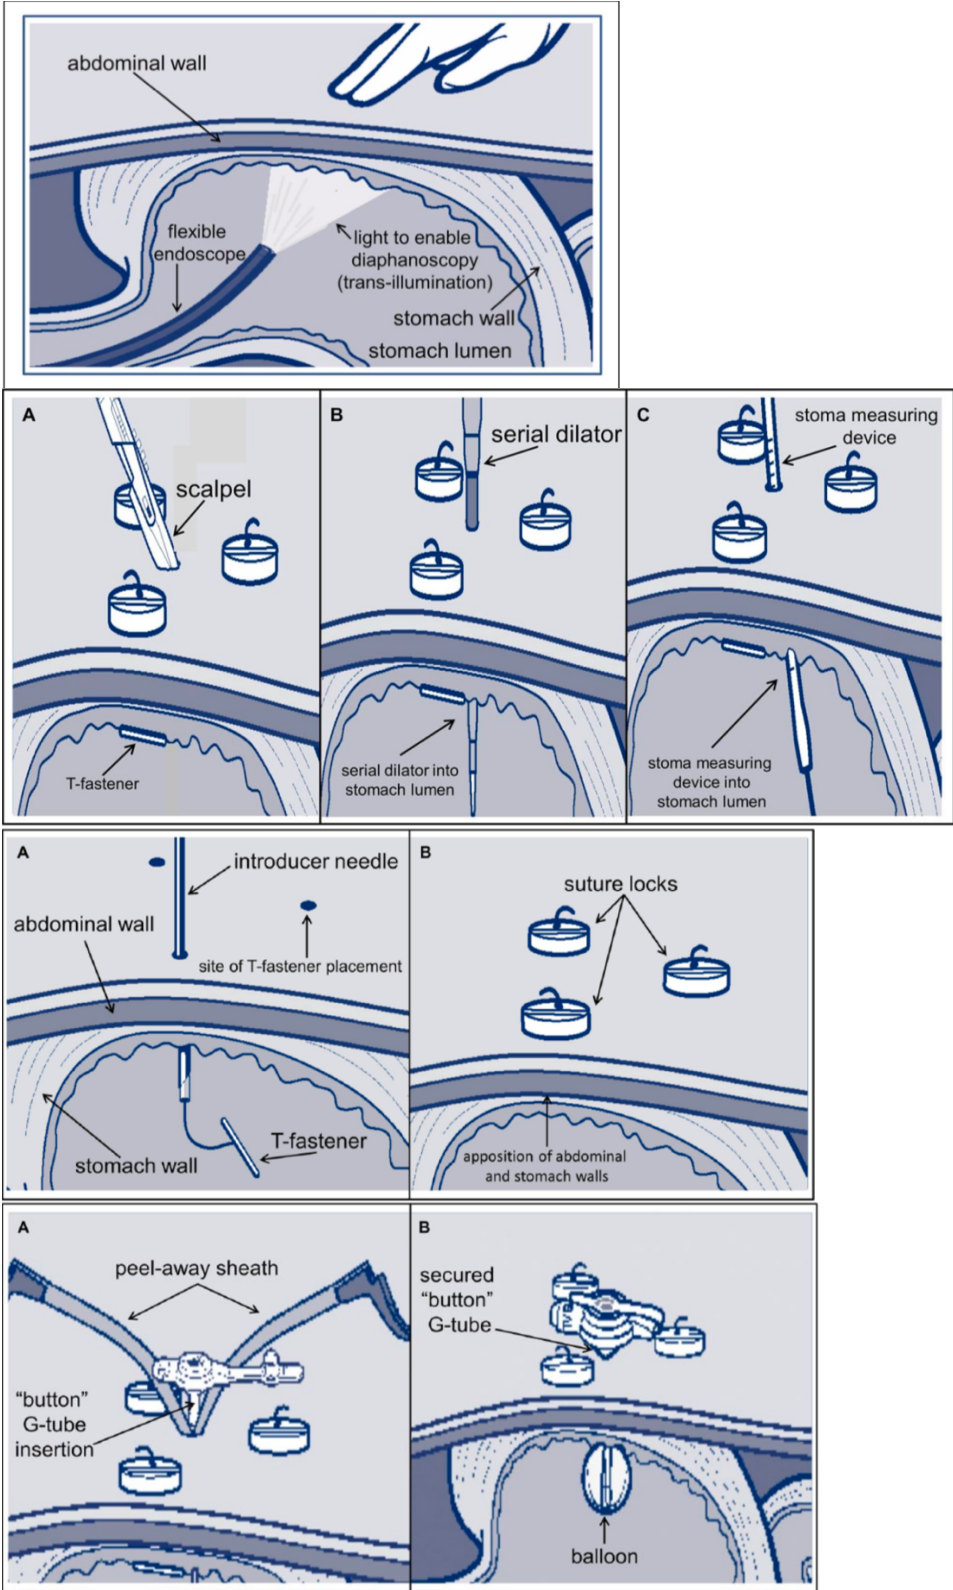 abdominal wall
flexible
endoscope
light to enable
diaphanoscopy
(trans-illumination)
stomach wall
stomach lumen
A
scalpel
T-fastener
B
serial dilator
serial dilator into
stomach lumen
C
stoma measuring
device
stoma measuring
device into
stomach lumen
A
introducer needle
abdominal wall
site of T-fastener placement
T-fastener
stomach wall
B
suture locks
apposition of abdominal
and stomach walls
A
peel-away sheath
“button”
G-tube
insertion
B
secured
“button”
G-tube
balloon